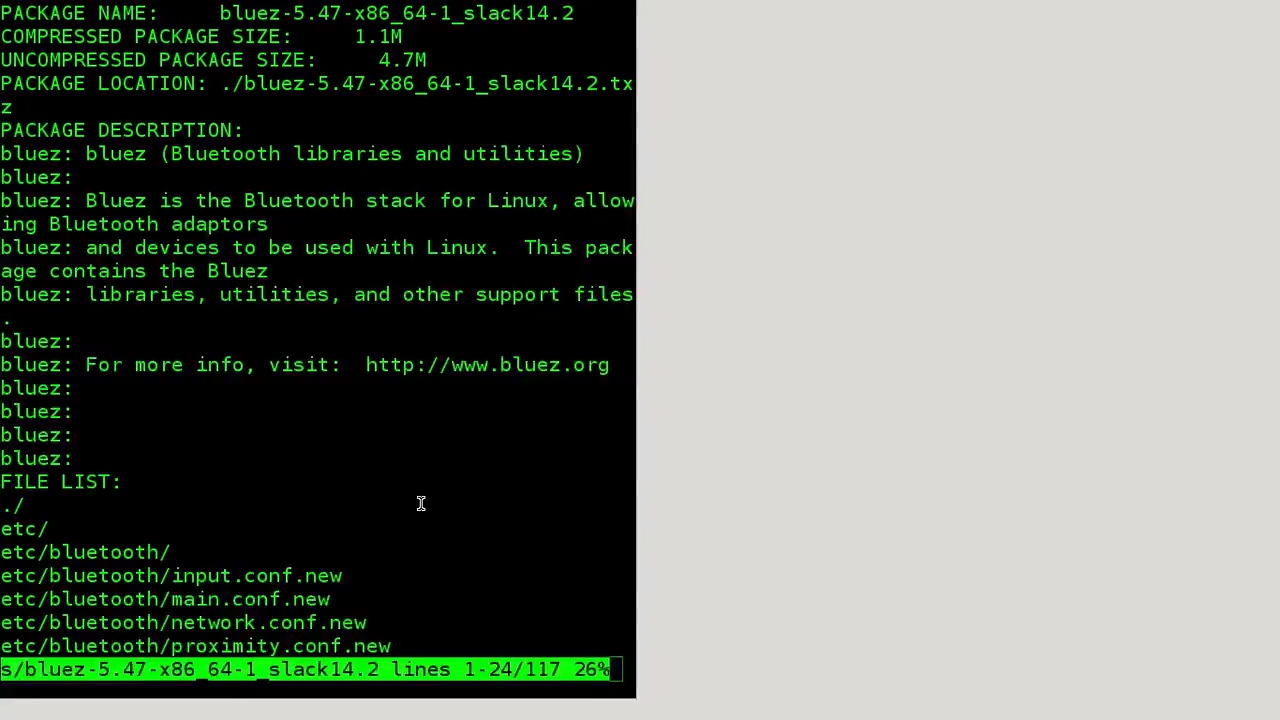 PACKAGE NAME:     bluez-5.47-x86_64-1_slack14.2
COMPRESSED PACKAGE SIZE:     1.1M
UNCOMPRESSED PACKAGE SIZE:     4.7M
PACKAGE LOCATION: ./bluez-5.47-x86_64-1_slack14.2.tx
z
PACKAGE DESCRIPTION:
bluez: bluez (Bluetooth libraries and utilities)
bluez:
bluez: Bluez is the Bluetooth stack for Linux, allow
ing Bluetooth adaptors
bluez: and devices to be used with Linux.  This pack
age contains the Bluez
bluez: libraries, utilities, and other support files
.
bluez:
bluez: For more info, visit:  http://www.bluez.org
bluez:
bluez:
bluez:
bluez:
FILE LIST:
./
etc/
etc/bluetooth/
etc/bluetooth/input.conf.new
etc/bluetooth/main.conf.new
etc/bluetooth/network.conf.new
etc/bluetooth/proximity.conf.new
s/bluez-5.47-x86_64-1_slack14.2 lines 1-24/117 26%